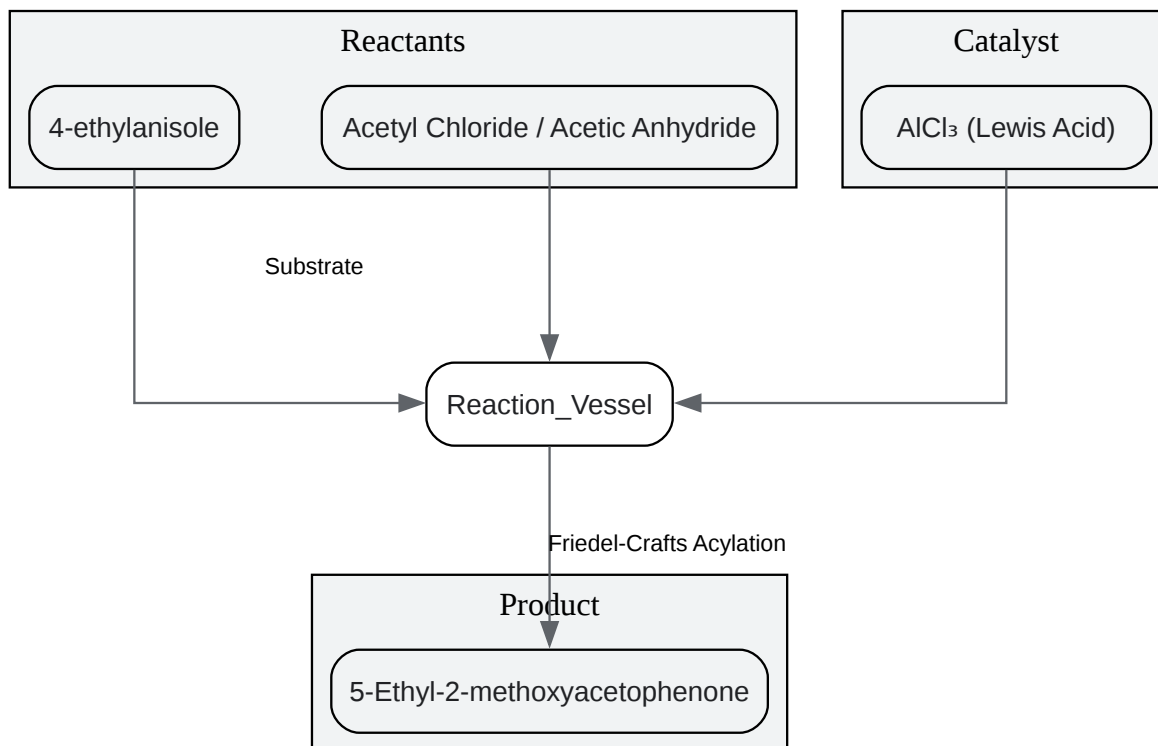 Reactants
Catalyst
4-ethylanisole
Acetyl Chloride / Acetic Anhydride
AlCl₃ (Lewis Acid)
Substrate
Reaction_Vessel
Friedel-Crafts Acylation
Product
5-Ethyl-2-methoxyacetophenone